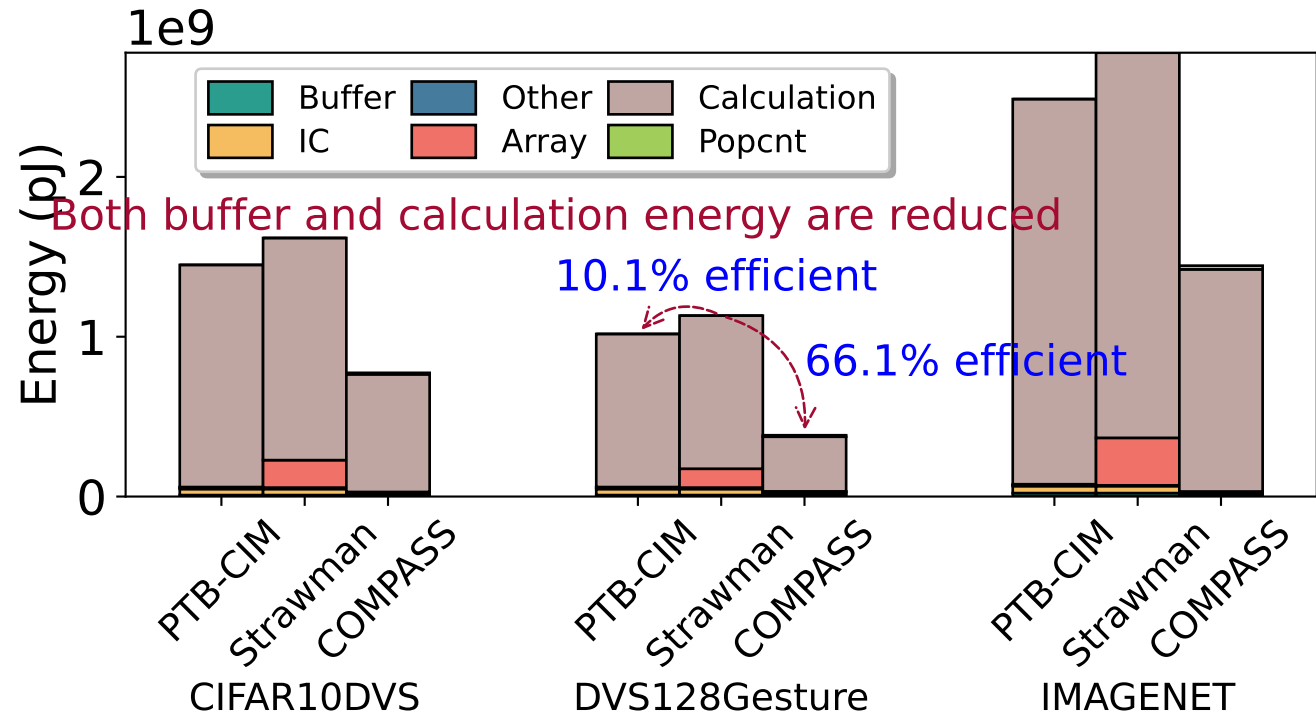 1e9
Buffer Other Calculation
IC Array Popcnt
Energy (pJ)
2
Both buffer and calculation energy are reduced
10.1% efficient
1
66.1% efficient
0
PTB-CIM Strawman COMPASS PTB-CIM Strawman COMPASS PTB-CIM Strawman COMPASS
CIFAR10DVS DVS128Gesture IMAGENET